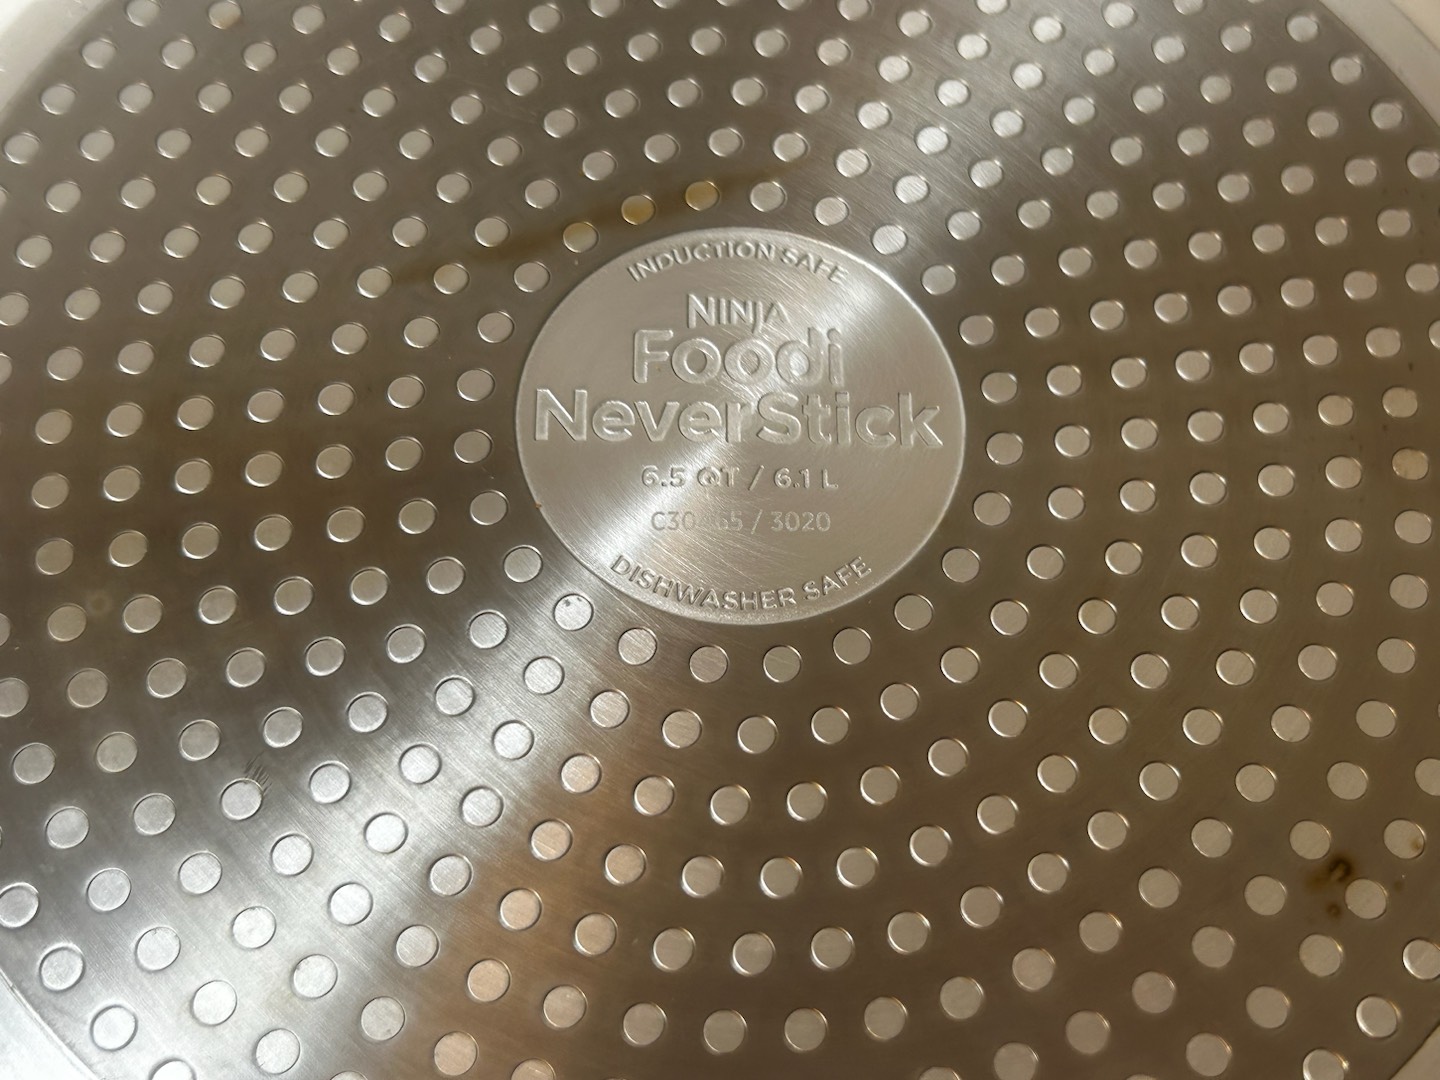 INDUCTION SAFE
NINJA
Foodi
NeverStick
6.5 QT / 6.1 L
/ 3020
DISHWASHER SAFE